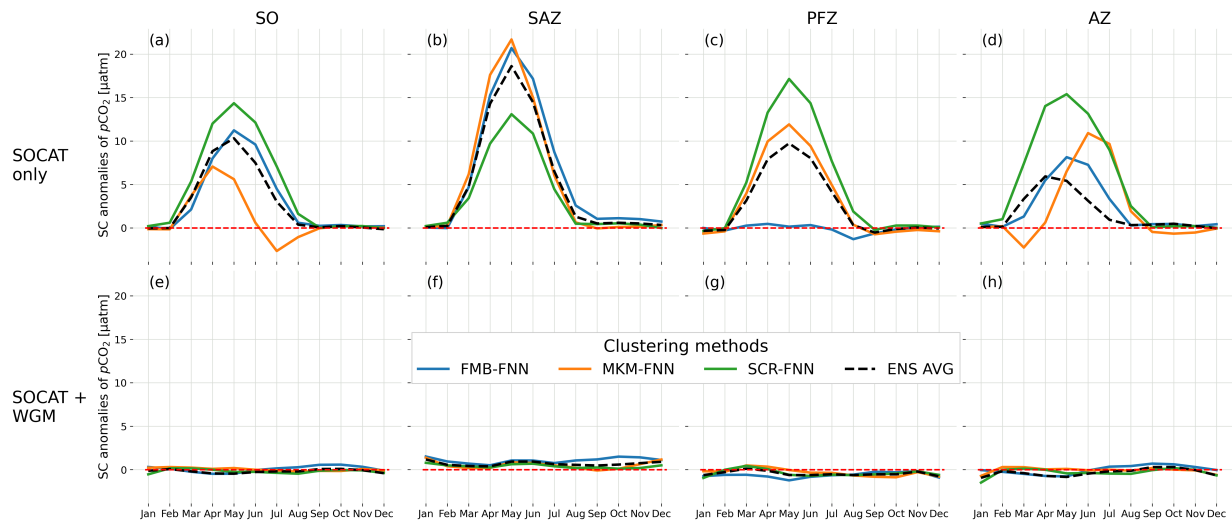 SO SAZ PFZ AZ
(a) (b) (c) (d)
SOCAT
only
SC anomalies of pCO2 [µatm]
20
15
10
5
0
(e) (f) (g) (h)
SOCAT +
WGM
SC anomalies of pCO2 [µatm]
20
15
10
5
0
Clustering methods
FMB-FNN MKM-FNN SCR-FNN ENS AVG
Jan Feb Mar Apr May Jun Jul Aug Sep Oct Nov Dec Jan Feb Mar Apr May Jun Jul Aug Sep Oct Nov Dec Jan Feb Mar Apr May Jun Jul Aug Sep Oct Nov Dec Jan Feb Mar Apr May Jun Jul Aug Sep Oct Nov Dec